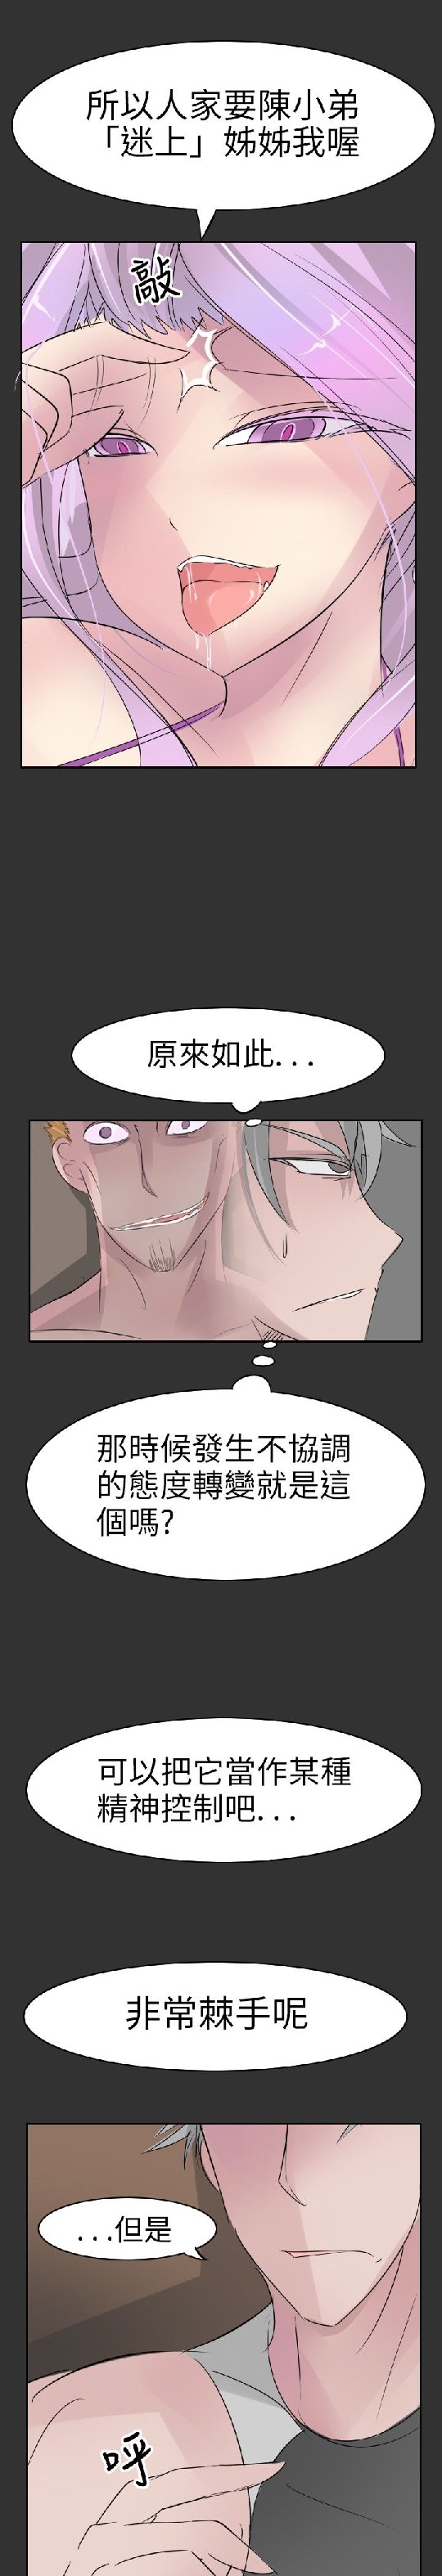 所以人家要陳小弟
「迷上」姊姊我喔
敲
原來如此...
那時候發生不協調
的態度轉變就是這
個嗎?
可以把它當作某種
精神控制吧...
非常棘手呢
...但是
呼